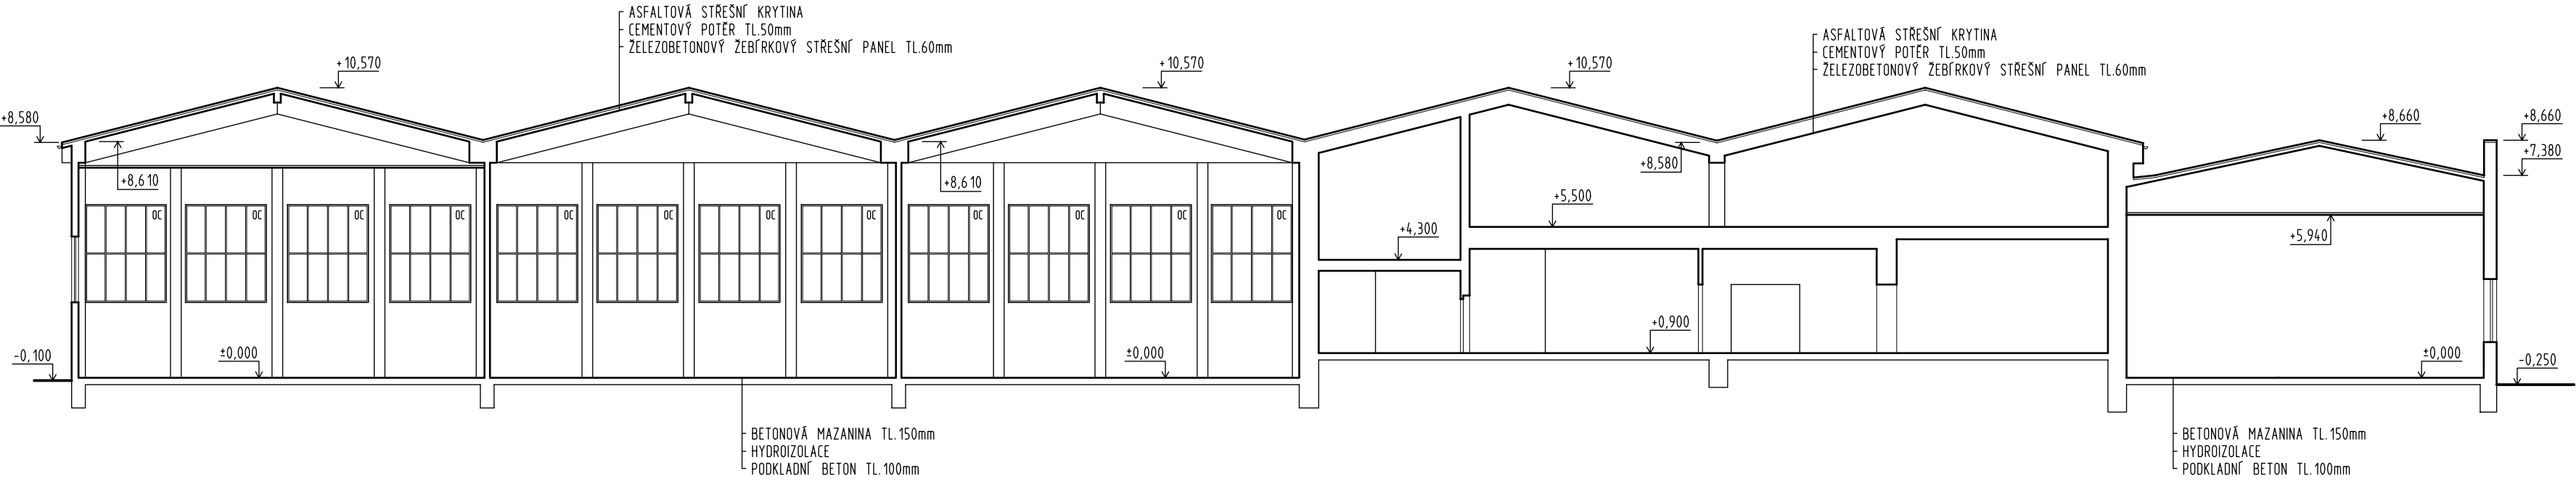 ASFALTOVÁ STŘEŠNÍ KRYTINA
CEMENTOVÝ POTĚR TL.50mm
ŽELEZOBETONOVÝ ŽEBÍRKOVÝ STŘEŠNÍ PANEL TL.60mm
ASFALTOVÁ STŘEŠNÍ KRYTINA
CEMENTOVÝ POTĚR TL.50mm
ŽELEZOBETONOVÝ ŽEBÍRKOVÝ STŘEŠNÍ PANEL TL.60mm
+10,570
+10,570
+10,570
+8,580
+8,660
+8,660
+7,380
+8,610
+8,610
+8,580
+5,500
+4,300
+5,940
OC OC OC OC OC OC OC OC OC OC OC OC
+0,900
-0,100
±0,000
±0,000
±0,000
-0,250
BETONOVÁ MAZANINA TL.150mm
HYDROIZOLACE
PODKLADNÍ BETON TL.100mm
BETONOVÁ MAZANINA TL.150mm
HYDROIZOLACE
PODKLADNÍ BETON TL.100mm